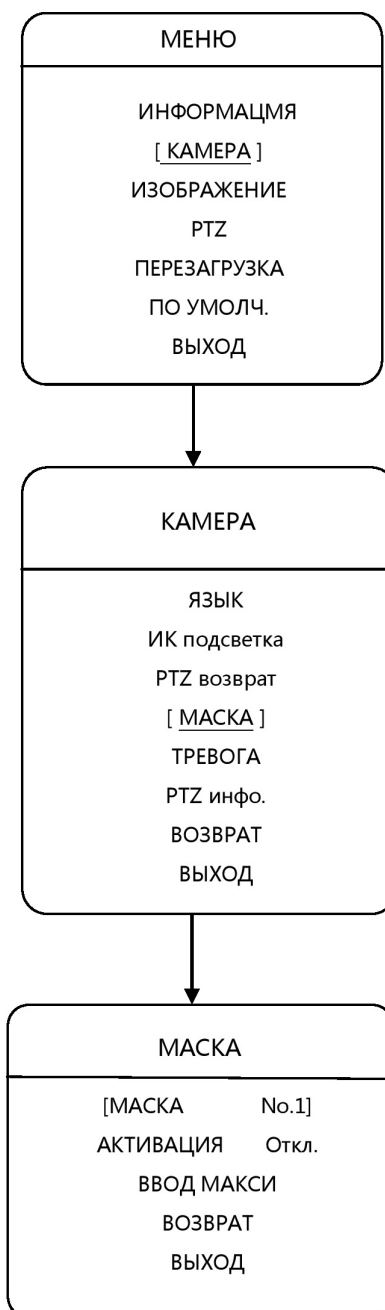 МЕНЮ
ИНФОРМАЦМЯ
[ КАМЕРА ]
ИЗОБРАЖЕНИЕ
PTZ
ПЕРЕЗАГРУЗКА
ПО УМОЛЧ.
ВЫХОД
КАМЕРА
ЯЗЫК
ИК подсветка
PTZ возврат
[ МАСКА ]
ТРЕВОГА
PTZ инфо.
ВОЗВРАТ
ВЫХОД
МАСКА
[МАСКА No.1]
АКТИВАЦИЯ Откл.
ВВОД МАКСИ
ВОЗВРАТ
ВЫХОД